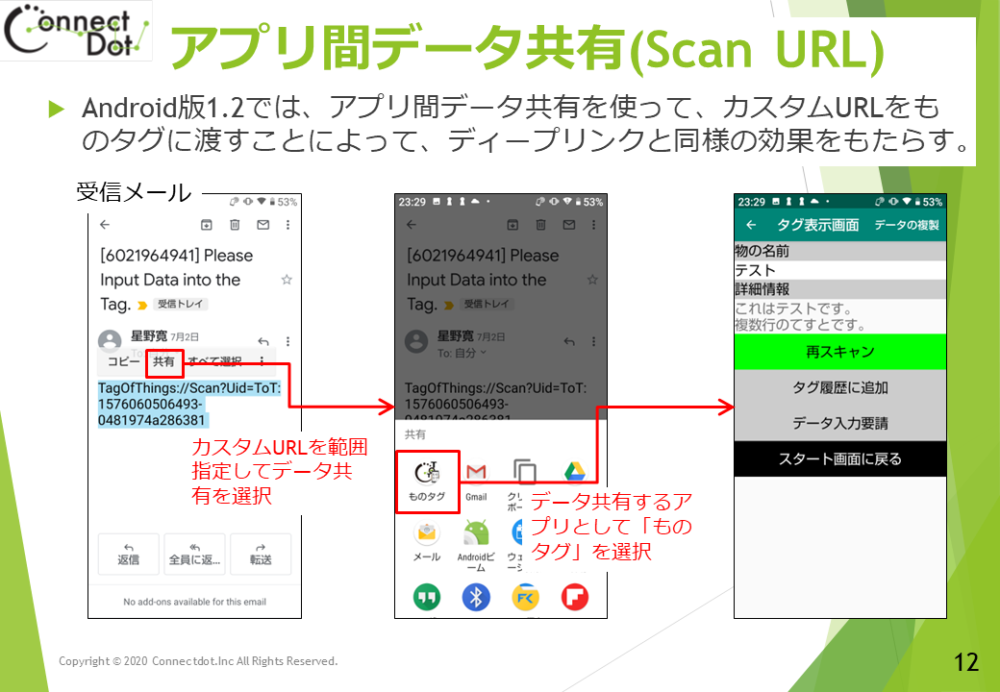 Connect Dot!
アプリ間データ共有(Scan URL)
Android版1.2では、アプリ間データ共有を使って、カスタムURLをも
のタグに渡すことによって、ディープリンクと同様の効果をもたらす。
受信メール
53%
[6021964941] Please
Input Data into the
Tag. 受信トレイ
星野寛 7月2日
コピー 共有 すべて選択
TagOfThings://Scan?Uid=ToT:
1576060506493-
0481974a286381
カスタムURLを範囲
指定してデータ共
有を選択
返信 全員に返... 転送
No add-ons available for this email
23:29 53%
[6021964941] Please
Input Data into the
Tag. 受信トレイ
星野寛 7月2日
To: 自分
TagOfThings://Scan?Uid=ToT:
1576060506493-
0481974a286381
共有
ものタグ Gmail
データ共有するア
プリとして「もの
タグ」を選択
メール Androidビ
ーム
23:29 53%
タグ表示画面 データの複製
物の名前
テスト
詳細情報
これはテストです。
複数行のてすとです。
再スキャン
タグ履歴に追加
データ入力要請
スタート画面に戻る
Copyright © 2020 Connectdot.Inc All Rights Reserved.
12